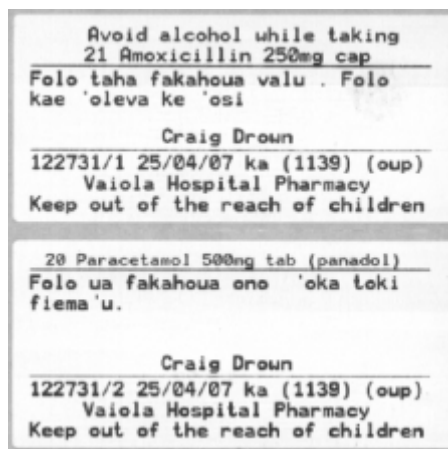 Avoid alcohol while taking
21 Amoxicillin 250mg cap
Folo taha fakahoua valu . Folo
kae 'oleva ke 'osi
Craig Drown
122731/1 25/04/07 ka (1139) (oup)
Vaiola Hospital Pharmacy
Keep out of the reach of children
20 Paracetamol 500mg tab (panadol)
Folo ua fakahoua ono 'oka toki
fiema'u.
Craig Drown
122731/2 25/04/07 ka (1139) (oup)
Vaiola Hospital Pharmacy
Keep out of the reach of children